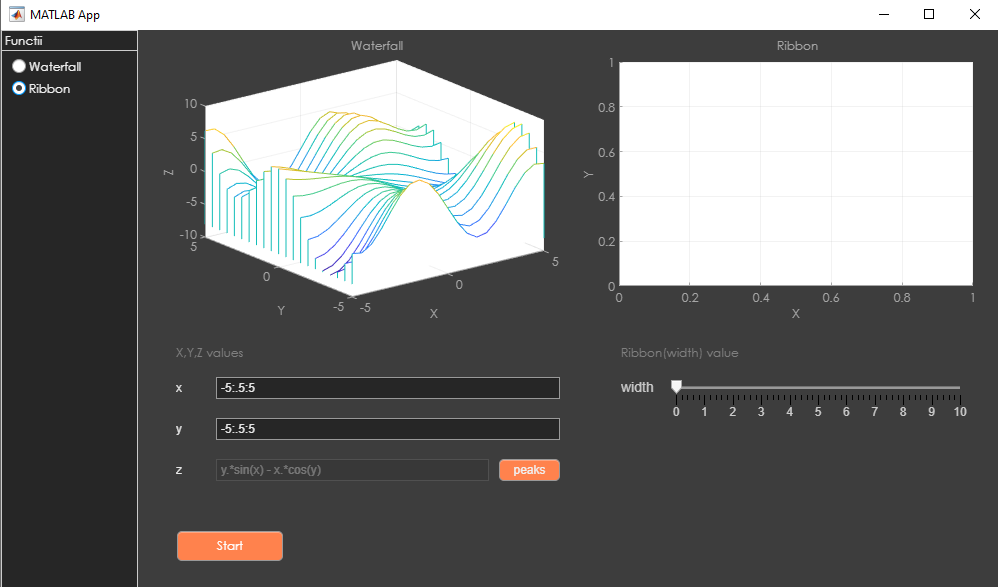 MATLAB App
Functii
Waterfall
Ribbon
Waterfall
10
5
0
-5
-10
Z
5
0
-5
Y
-5
0
5
X
Ribbon
1
0.8
0.6
0.4
0.2
0
Y
0 0.2 0.4 0.6 0.8 1
X
X,Y,Z values
x -5:.5:5
y -5:.5:5
z y.*sin(x) - x.*cos(y) peaks
Start
Ribbon(width) value
width
0 1 2 3 4 5 6 7 8 9 10